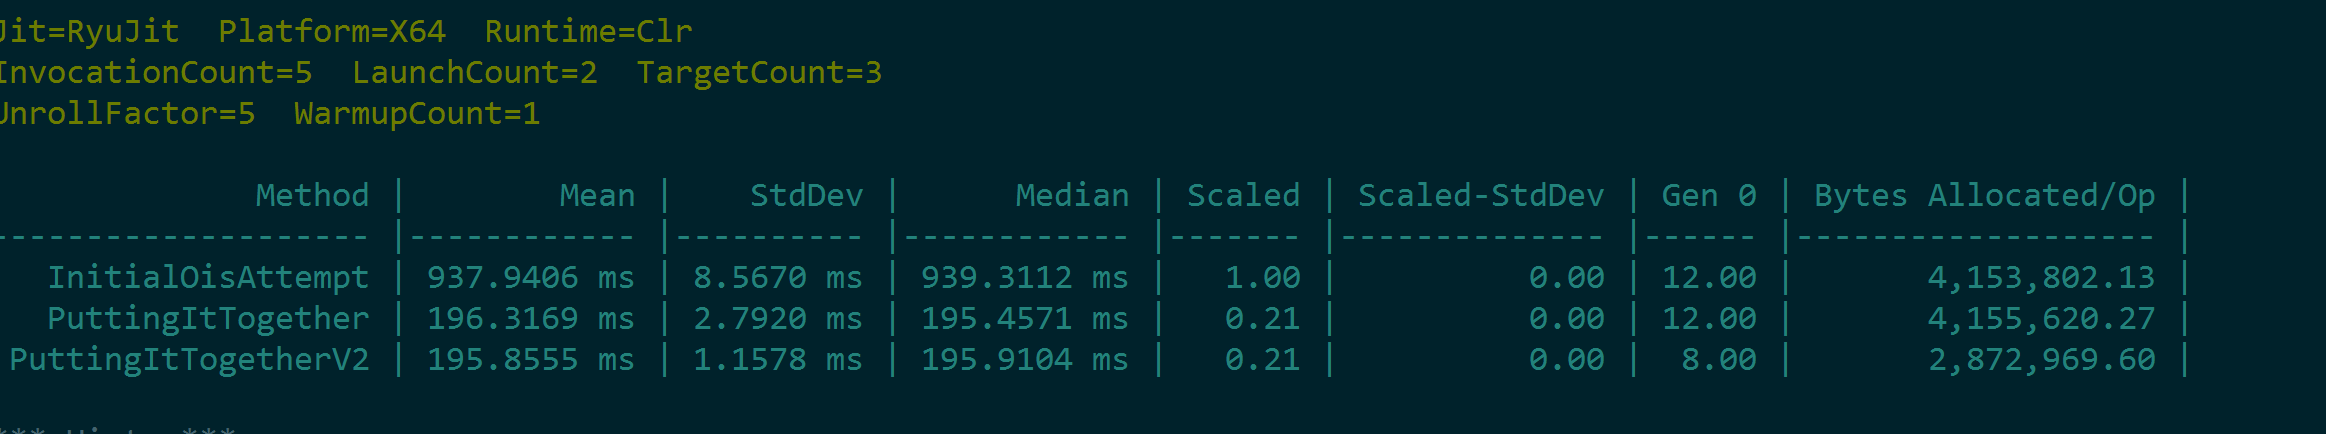 Jit=RyuJit  Platform=X64  Runtime=Clr
InvocationCount=5  LaunchCount=2  TargetCount=3
UnrollFactor=5  WarmupCount=1
Method | Mean | StdDev | Median | Scaled | Scaled-StdDev | Gen 0 | Bytes Allocated/Op |
-------------------- |------------ |---------- |------------ |------- |-------------- |------ |------------------- |
InitialOisAttempt | 937.9406 ms | 8.5670 ms | 939.3112 ms | 1.00 | 0.00 | 12.00 | 4,153,802.13 |
PuttingItTogether | 196.3169 ms | 2.7920 ms | 195.4571 ms | 0.21 | 0.00 | 12.00 | 4,155,620.27 |
PuttingItTogetherV2 | 195.8555 ms | 1.1578 ms | 195.9104 ms | 0.21 | 0.00 | 8.00 | 2,872,969.60 |